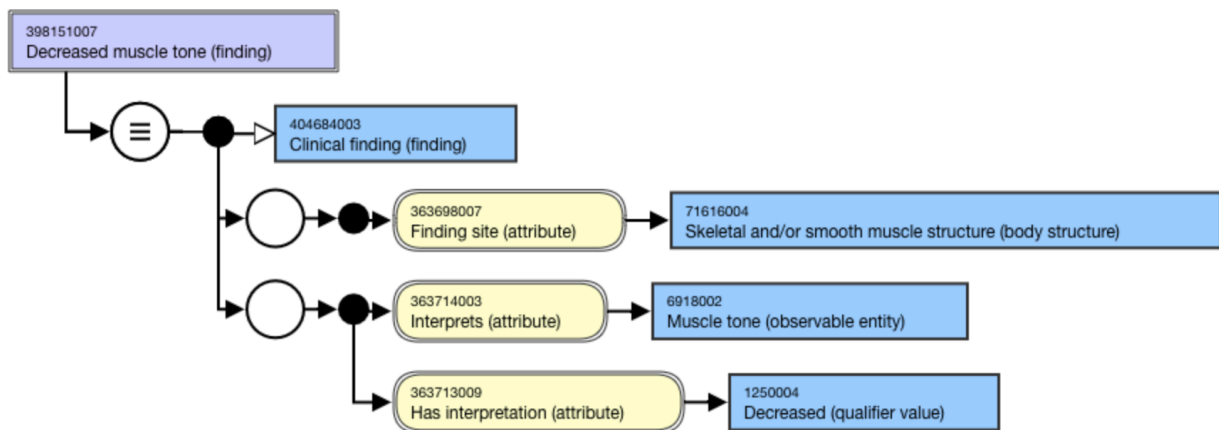 398151007
Decreased muscle tone (finding)
404684003
Clinical finding (finding)
363698007
Finding site (attribute)
71616004
Skeletal and/or smooth muscle structure (body structure)
363714003
Interprets (attribute)
6918002
Muscle tone (observable entity)
363713009
Has interpretation (attribute)
1250004
Decreased (qualifier value)